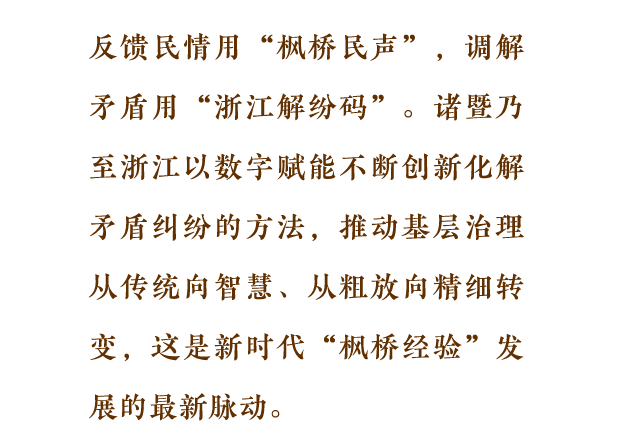 反馈民情用“枫桥民声”，调解
矛盾用“浙江解纷码”。诸暨乃
至浙江以数字赋能不断创新化解
矛盾纠纷的方法，推动基层治理
从传统向智慧、从粗放向精细转
变，这是新时代“枫桥经验”发
展的最新脉动。